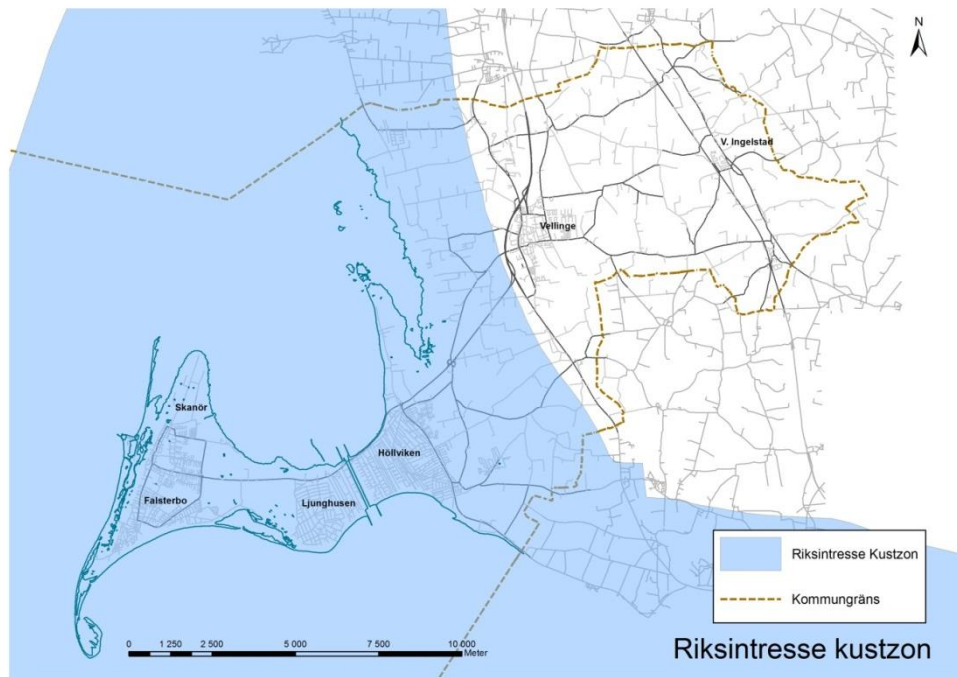 N
V. Ingelstad
Vellinge
Skanör
Höllviken
Falsterbo
Ljunghusen
Riksintresse Kustzon
Kommungräns
0 1 250 2 500 5 000 7 500 10 000
Meter
Riksintresse kustzon